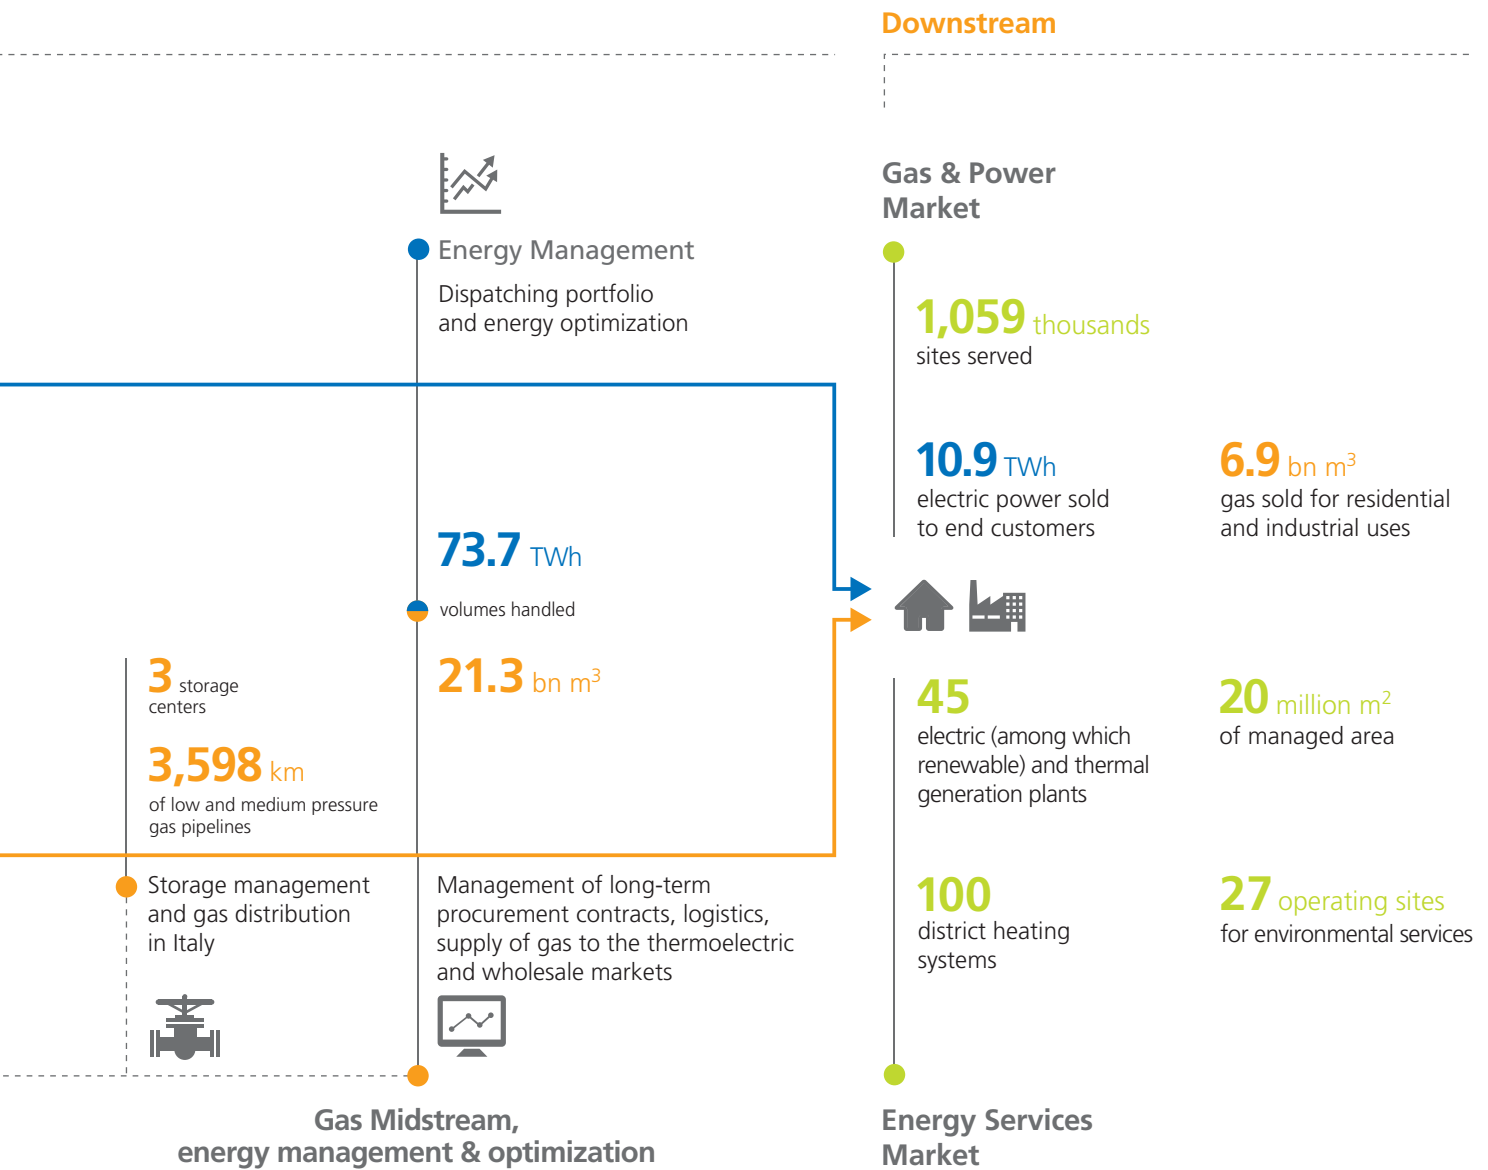 Downstream
Energy Management
Dispatching portfolio
and energy optimization
73.7 TWh
volumes handled
21.3 bn m³
3 storage
centers
3,598 km
of low and medium pressure
gas pipelines
Storage management
and gas distribution
in Italy
Management of long-term
procurement contracts, logistics,
supply of gas to the thermoelectric
and wholesale markets
Gas Midstream,
energy management & optimization
Gas & Power
Market
1,059 thousands
sites served
10.9 TWh
electric power sold
to end customers
6.9 bn m³
gas sold for residential
and industrial uses
45
electric (among which
renewable) and thermal
generation plants
20 million m²
of managed area
100
district heating
systems
27 operating sites
for environmental services
Energy Services
Market